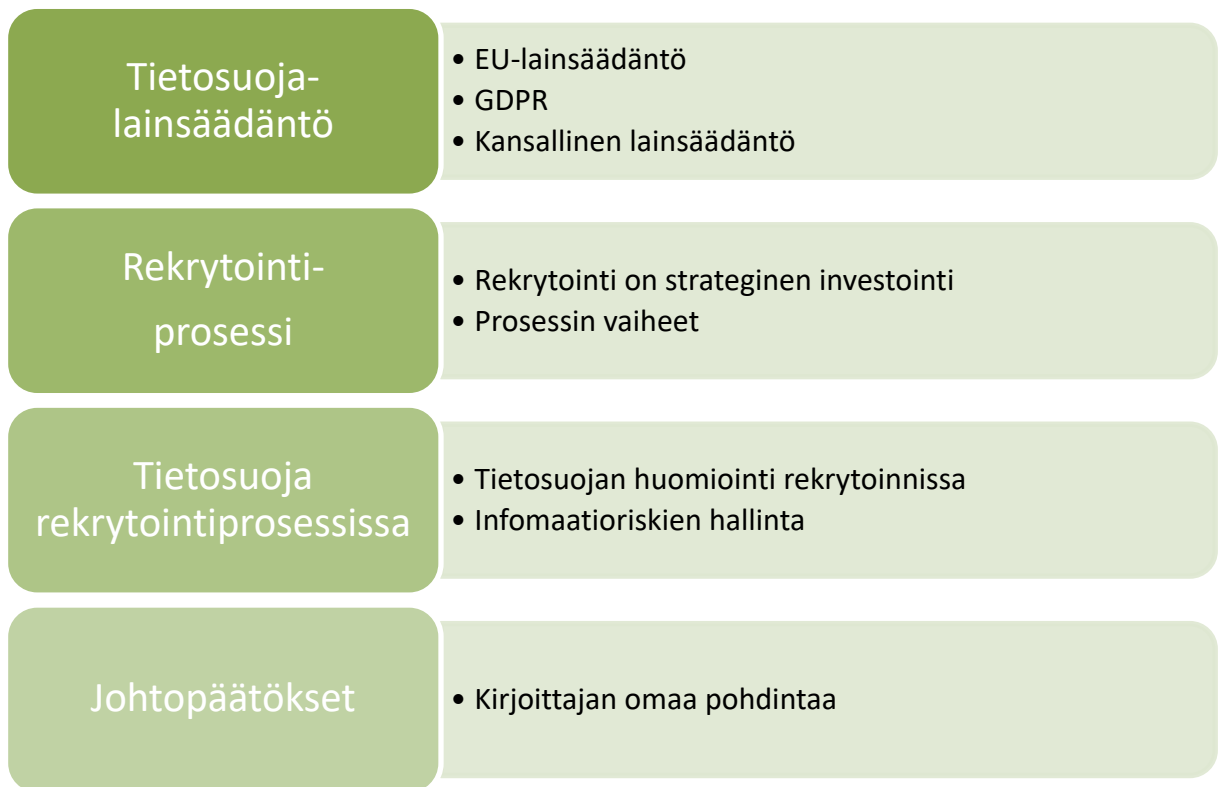 Tietosuoja-
lainsäädäntö
• EU-lainsäädäntö
• GDPR
• Kansallinen lainsäädäntö
Rekrytointi-
prosessi
• Rekrytointi on strateginen investointi
• Prosessin vaiheet
Tietosuoja
rekrytointiprosessissa
• Tietosuojan huomiointi rekrytoinnissa
• Infomaatioriskien hallinta
Johtopäätökset
• Kirjoittajan omaa pohdintaa